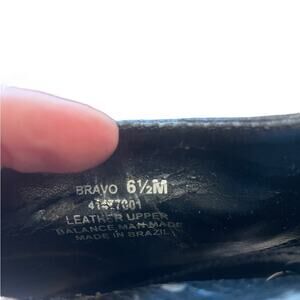 BRAVO 6½M
LEATHER UPPER
BALANCE MAN MADE
MADE IN BRAZIL